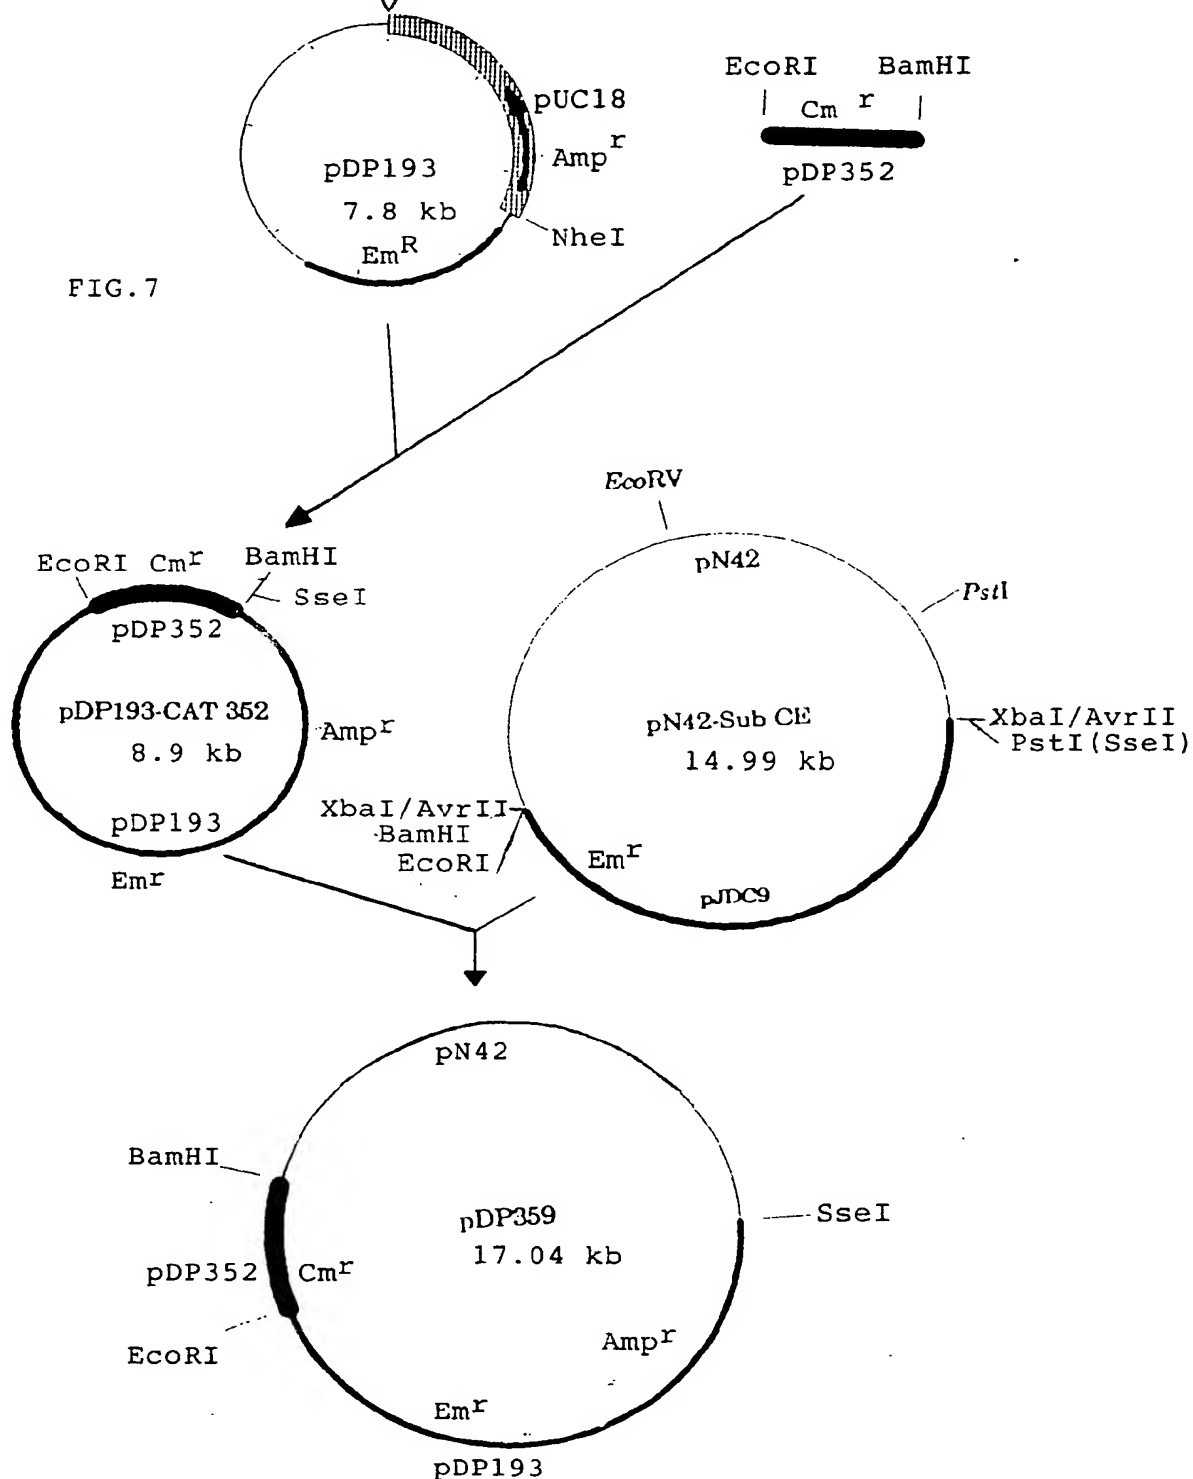 EcoRI BamHI
Cm r
pUC18
Amp r
pDP193
7.8 kb
Em R
NheI
pDP352
FIG.7
EcoRV
pN42
PstI
EcoRI Cm r BamHI
SseI
pDP352
pDP193-CAT 352
8.9 kb
Amp r
pDP193
Em r
pN42-Sub CE
14.99 kb
XbaI/AvrII
PstI(SseI)
XbaI/AvrII
BamHI
EcoRI
Em r
pJDC9
pN42
BamHI
pDP359
17.04 kb
SseI
pDP352 Cm r
EcoRI
Amp r
Em r
pDP193